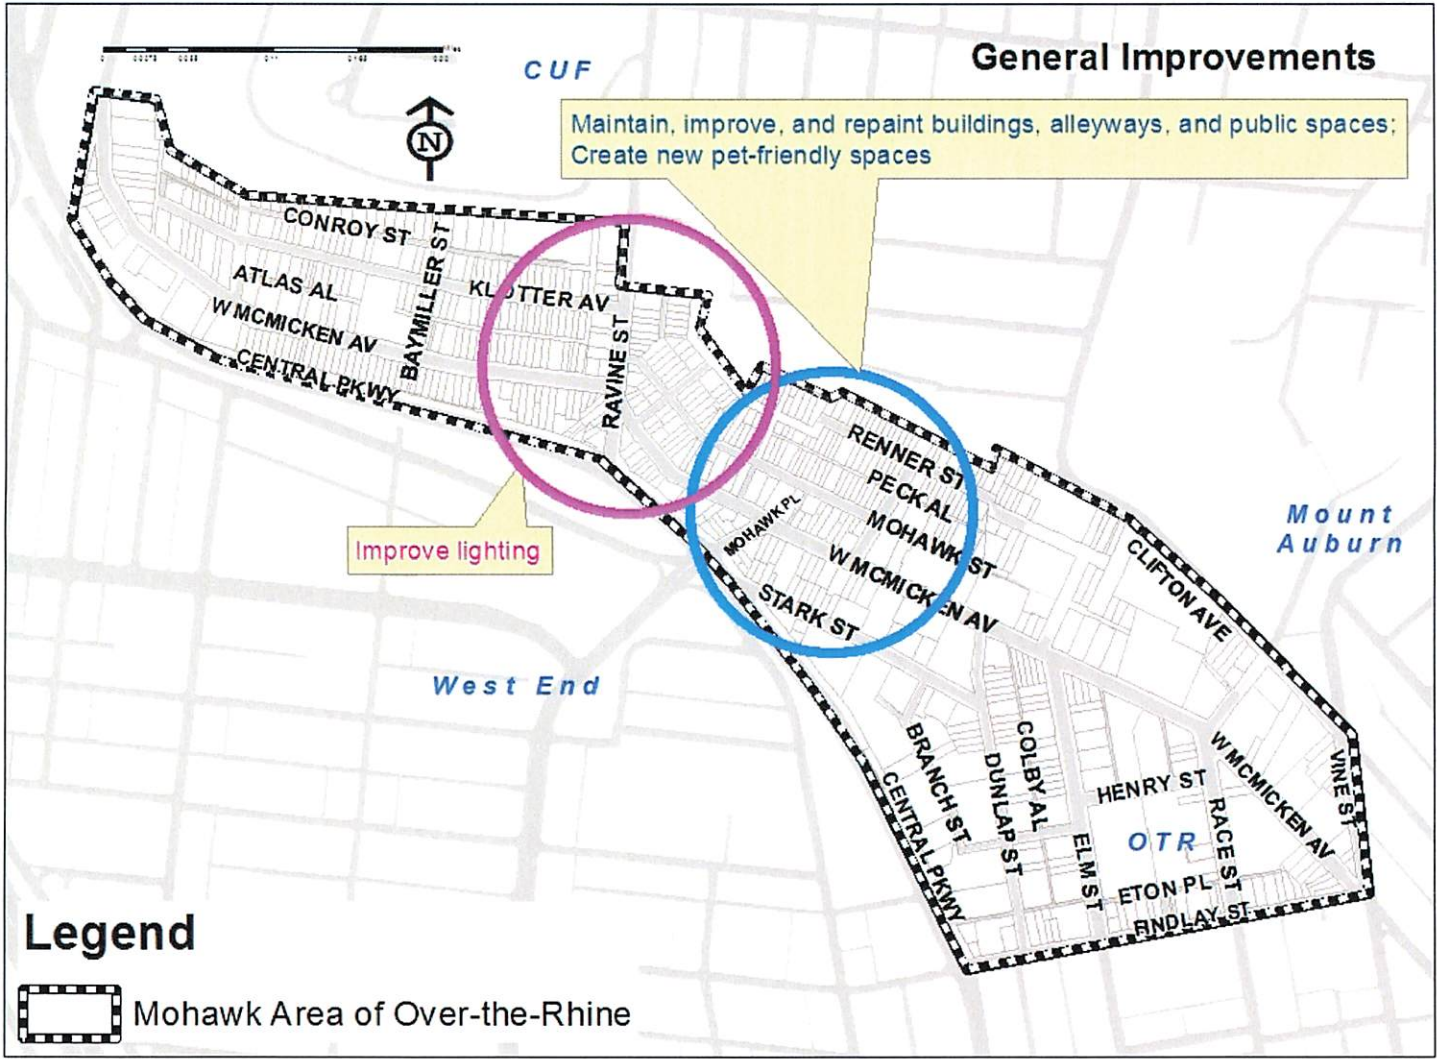 General Improvements
CUF
N
Maintain, improve, and repaint buildings, alleyways, and public spaces;
Create new pet-friendly spaces
CONROY ST
BAYMILLER ST
ATLAS AL
KLOTTER AV
W MCMICKEN AV
CENTRAL PKWY
RAVINE ST
RENNER ST
PECK AL
MOHAWK PL
MOHAWK ST
W MCMICKEN AV
STARK ST
Improve lighting
Mount
Auburn
CLIFTON AVE
West End
BRANCH ST
COLBY AL
DUNLAP ST
CENTRAL PKWY
HENRY ST
W MCMICKEN AV
VINE ST
RACE ST
OTR
ELM ST
ETON PL
FINDLAY ST
Legend
Mohawk Area of Over-the-Rhine